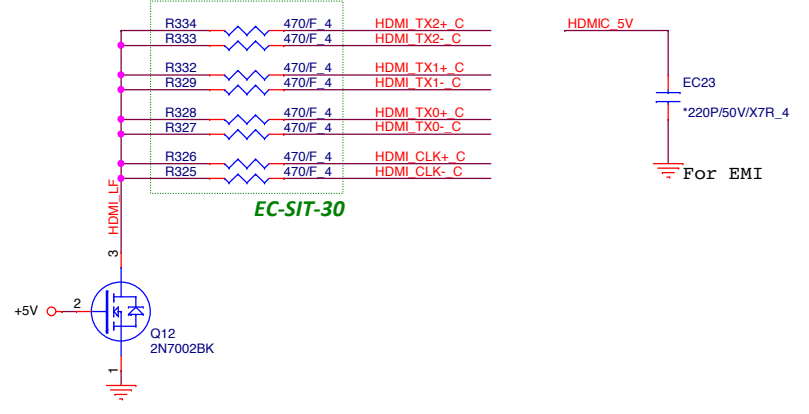 R334 470/F_4 HDMI_TX2+_C
R333 470/F_4 HDMI_TX2-_C
R332 470/F_4 HDMI_TX1+_C
R329 470/F_4 HDMI_TX1-_C
R328 470/F_4 HDMI_TX0+_C
R327 470/F_4 HDMI_TX0-_C
R326 470/F_4 HDMI_CLK+_C
R325 470/F_4 HDMI_CLK-_C
EC-SIT-30
HDMI_LF
3
+5V
2
Q12
2N7002BK
1
HDMIC_5V
EC23
*220P/50V/X7R_4
For EMI